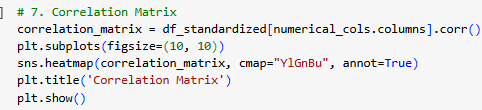 # 7. Correlation Matrix
correlation_matrix = df_standardized[numerical_cols.columns].corr()
plt.subplots(figsize=(10, 10))
sns.heatmap(correlation_matrix, cmap="YlGnBu", annot=True)
plt.title('Correlation Matrix')
plt.show()